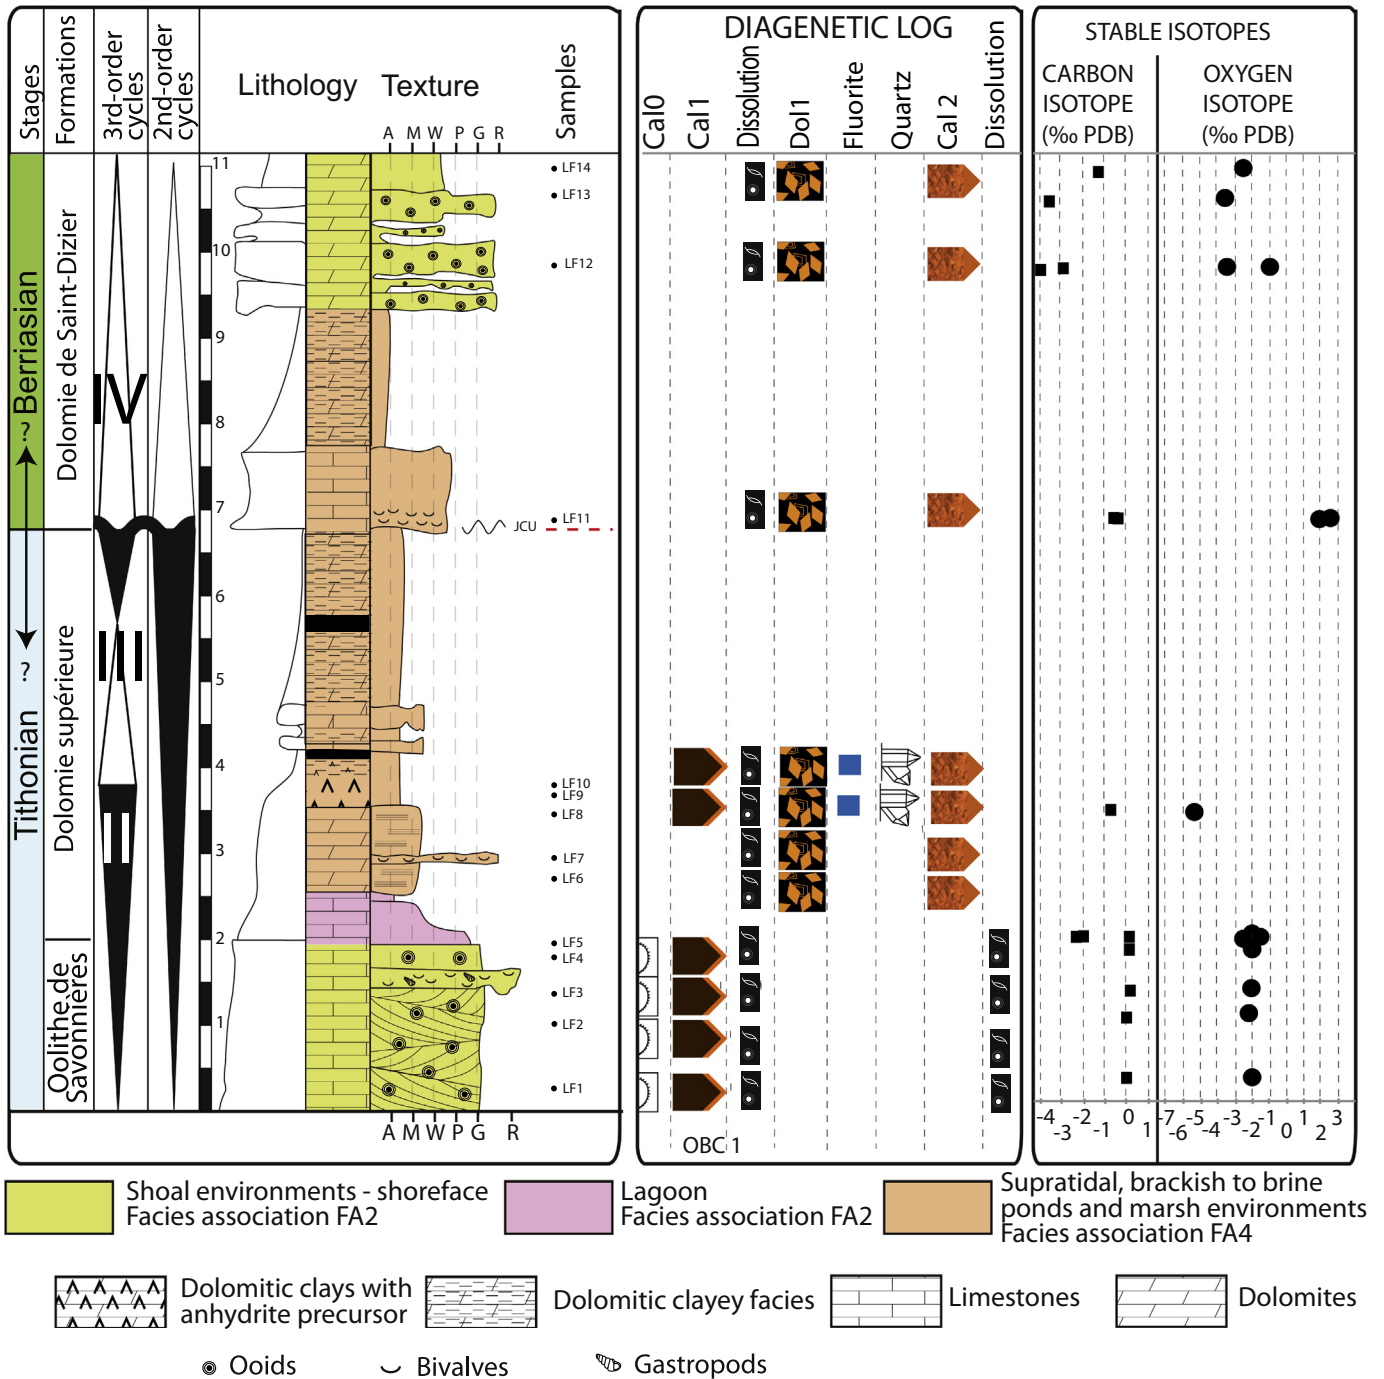 Stages
Formations
3rd-order
cycles
2nd-order
cycles
Lithology
Texture
Samples
A M W P G R
DIAGENETIC LOG
Cal0
Cal1
Dissolution
Dol1
Fluorite
Quartz
Cal 2
Dissolution
STABLE ISOTOPES
CARBON
ISOTOPE
(‰ PDB)
OXYGEN
ISOTOPE
(‰ PDB)
Berriasian
?
?
Tithonian
Dolomie de Saint-Dizier
Dolomie supérieure
Oolithe de
Savonnières
IV
III
II
11
10
9
8
7
6
5
4
3
2
1
LF14
LF13
LF12
LF11
JCU
LF10
LF9
LF8
LF7
LF6
LF5
LF4
LF3
LF2
LF1
A M W P G R
OBC 1
-4 -3 -2 -1 0 1
-7 -6 -5 -4 -3 -2 -1 0 1 2 3
Shoal environments - shoreface
Facies association FA2
Lagoon
Facies association FA2
Supratidal, brackish to brine
ponds and marsh environments
Facies association FA4
Dolomitic clays with
anhydrite precursor
Dolomitic clayey facies
Limestones
Dolomites
Ooids
Bivalves
Gastropods